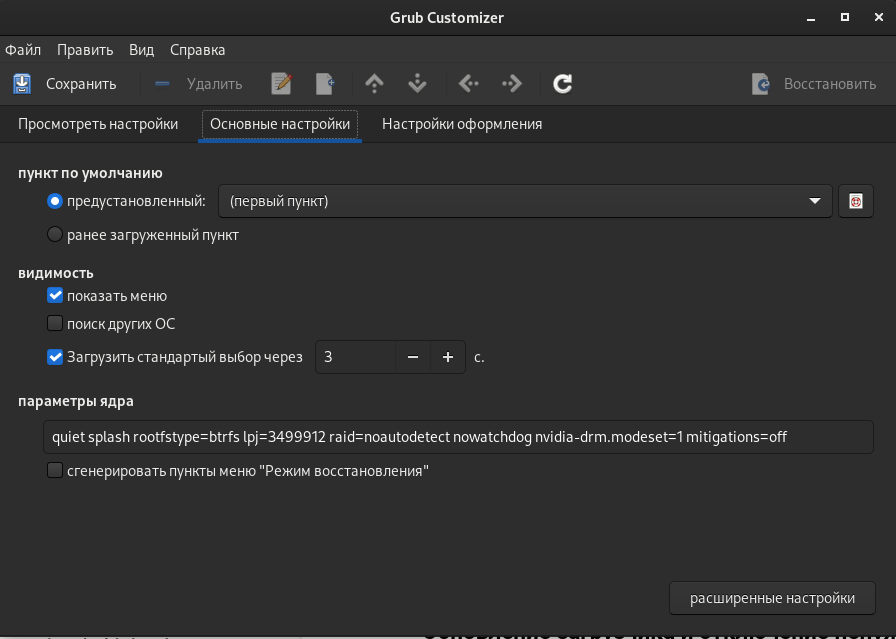 Grub Customizer
Файл Править Вид Справка
Сохранить Удалить Восстановить
Просмотреть настройки Основные настройки Настройки оформления
пункт по умолчанию
предустановленный: (первый пункт)
ранее загруженный пункт
видимость
показать меню
поиск других ОС
Загрузить стандартый выбор через 3 с.
параметры ядра
quiet splash rootfstype=btrfs lpj=3499912 raid=noautodetect nowatchdog nvidia-drm.modeset=1 mitigations=off
сгенерировать пункты меню "Режим восстановления"
расширенные настройки